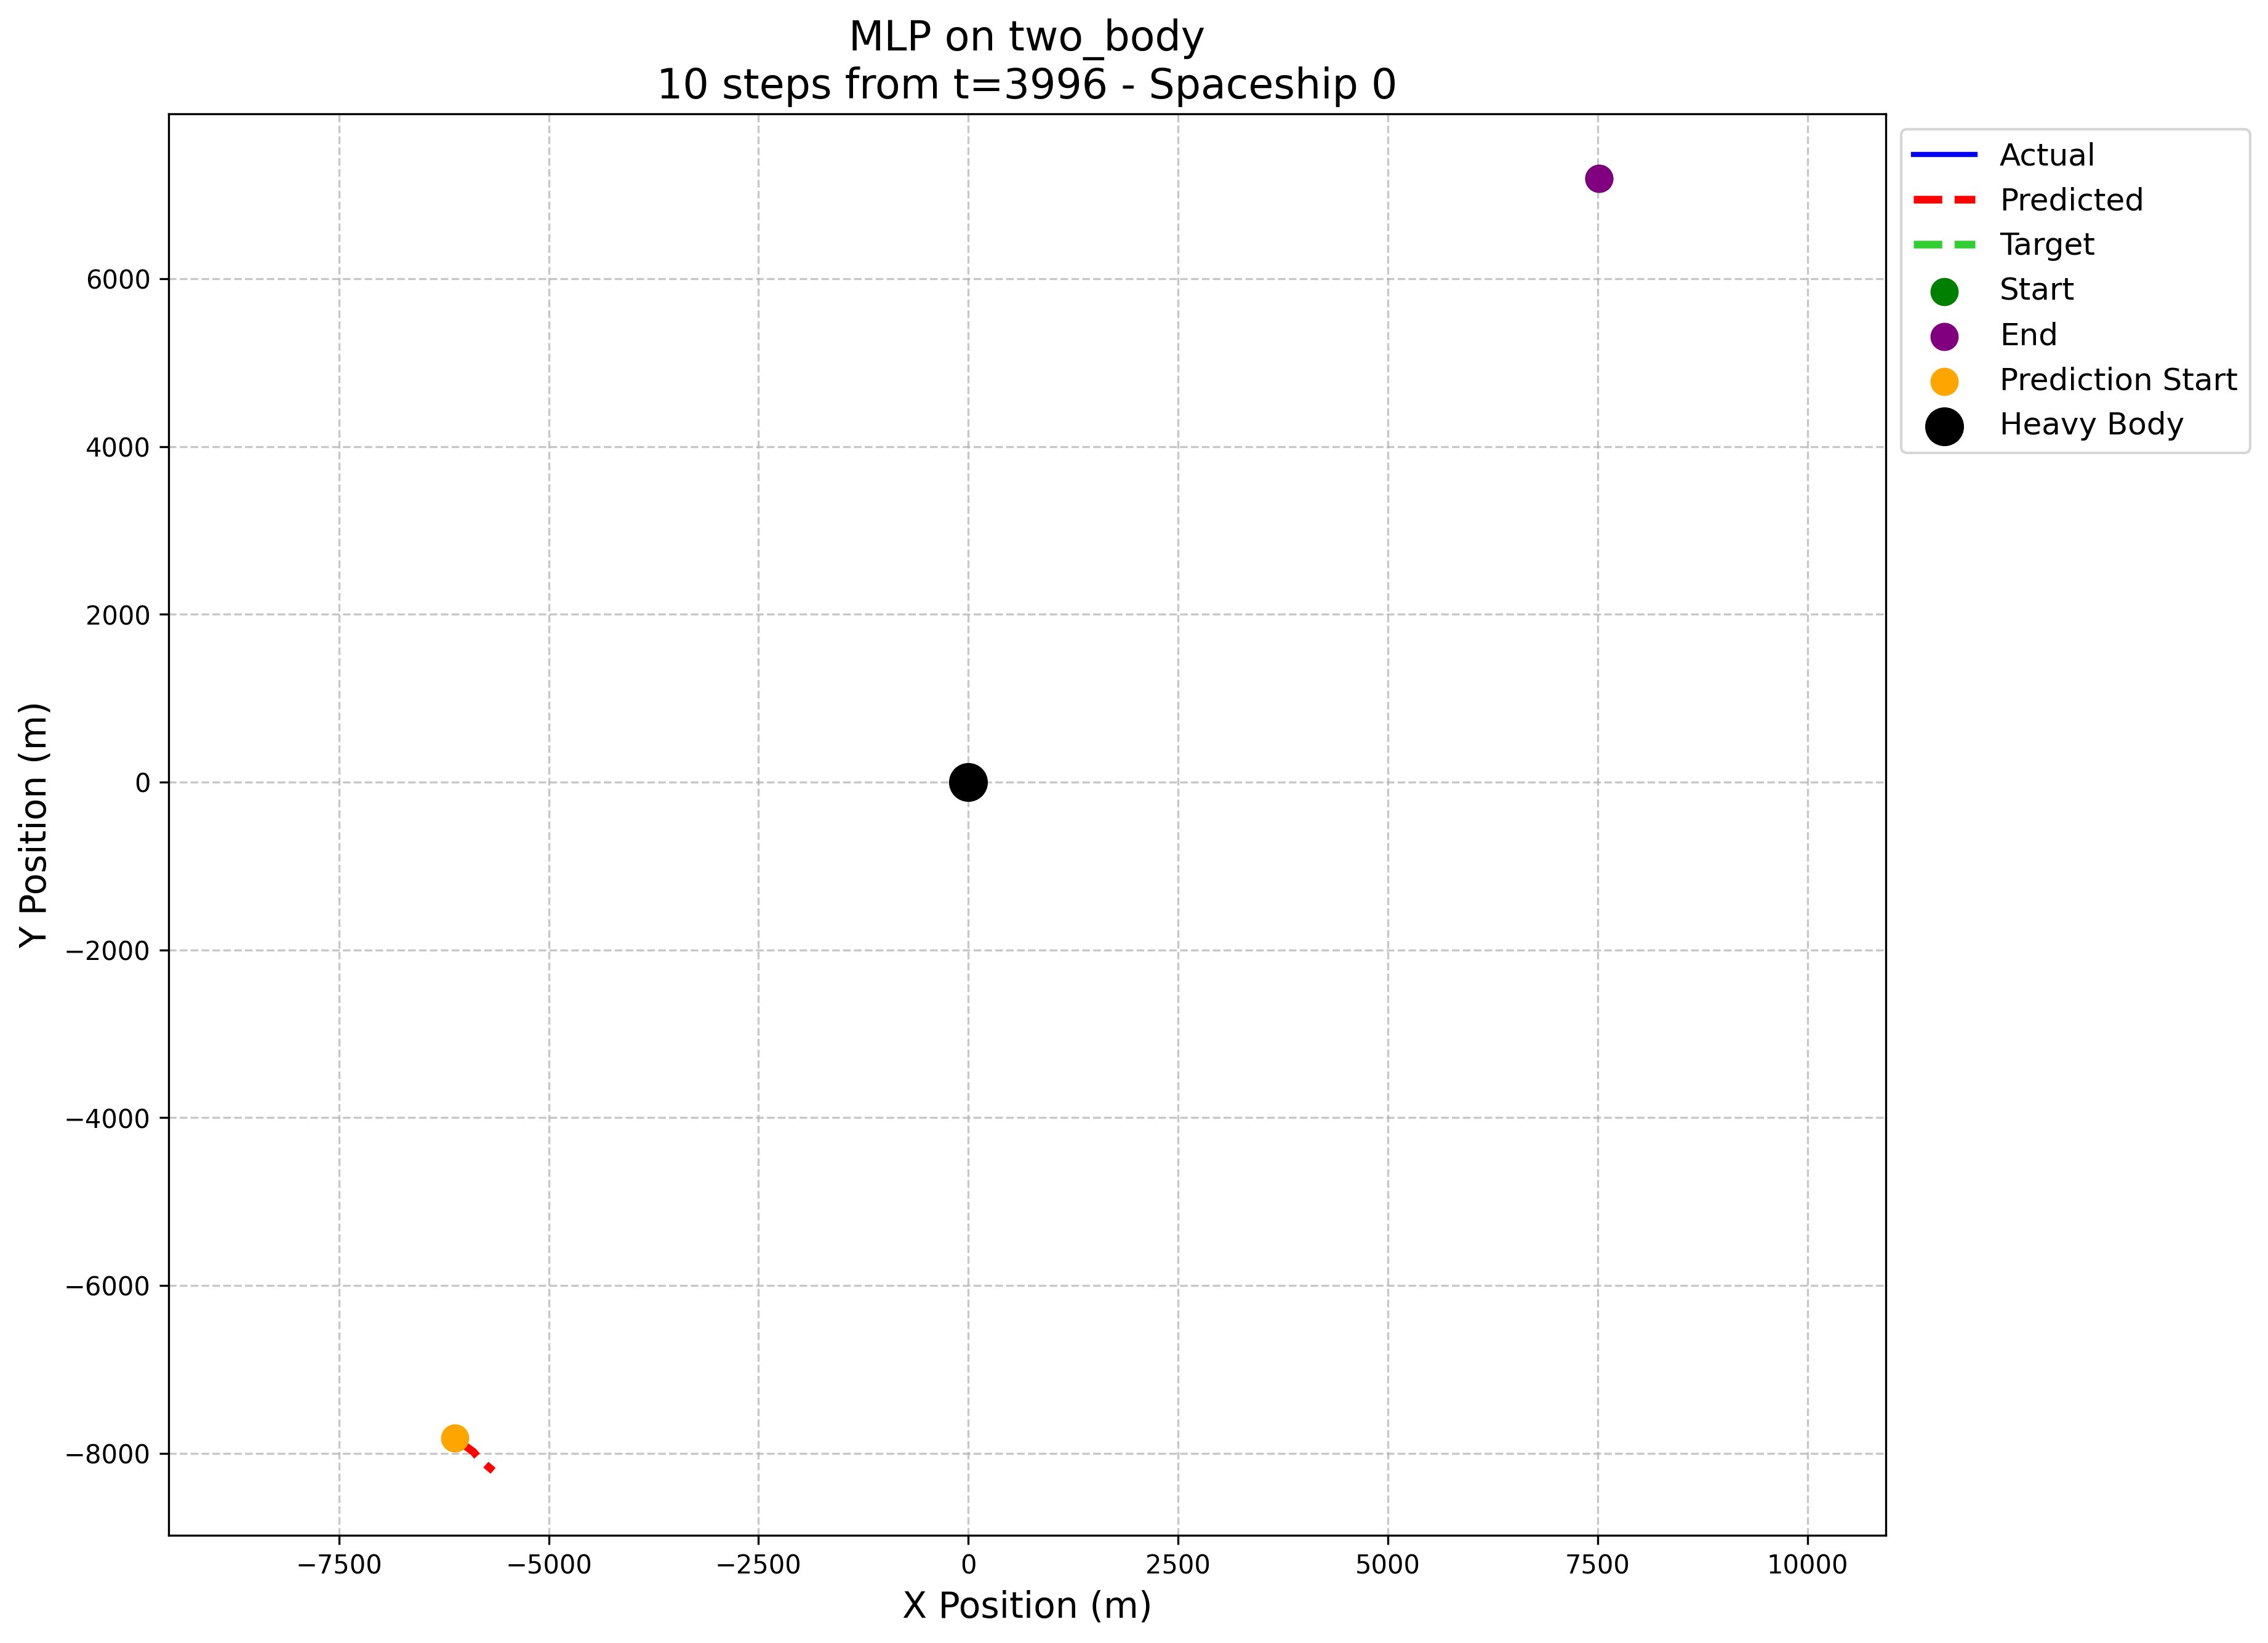 MLP on two_body
10 steps from t=3996 - Spaceship 0
Actual
Predicted
Target
Start
End
Prediction Start
Heavy Body
Y Position (m)
6000
4000
2000
0
−2000
−4000
−6000
−8000
−7500 −5000 −2500 0 2500 5000 7500 10000
X Position (m)